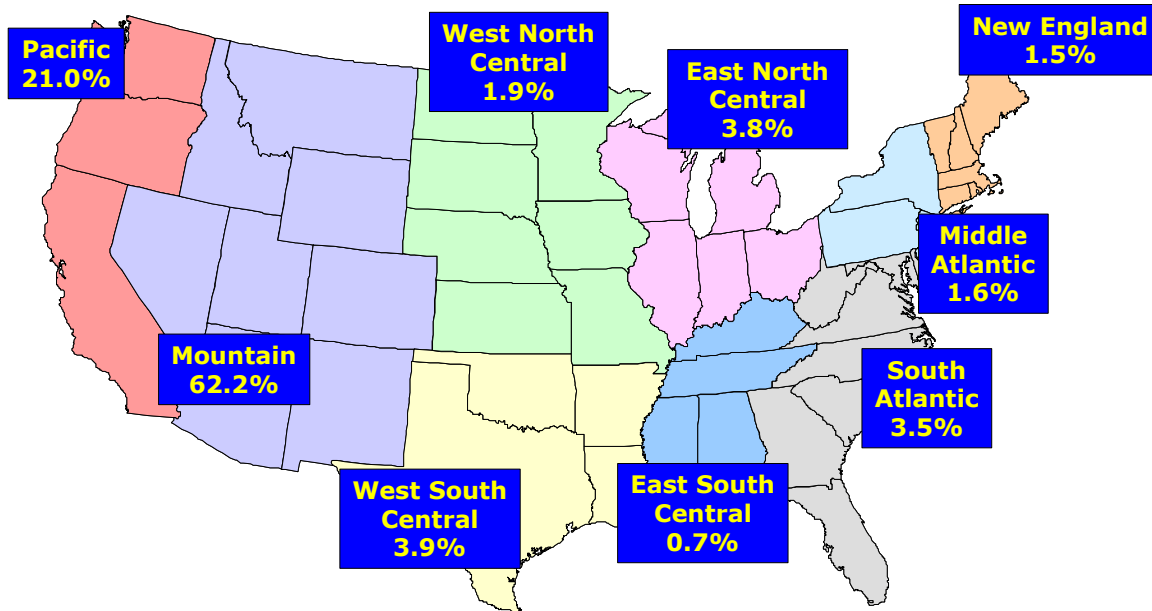 Pacific
21.0%
West North
Central
1.9%
East North
Central
3.8%
New England
1.5%
Middle
Atlantic
1.6%
Mountain
62.2%
South
Atlantic
3.5%
West South
Central
3.9%
East South
Central
0.7%